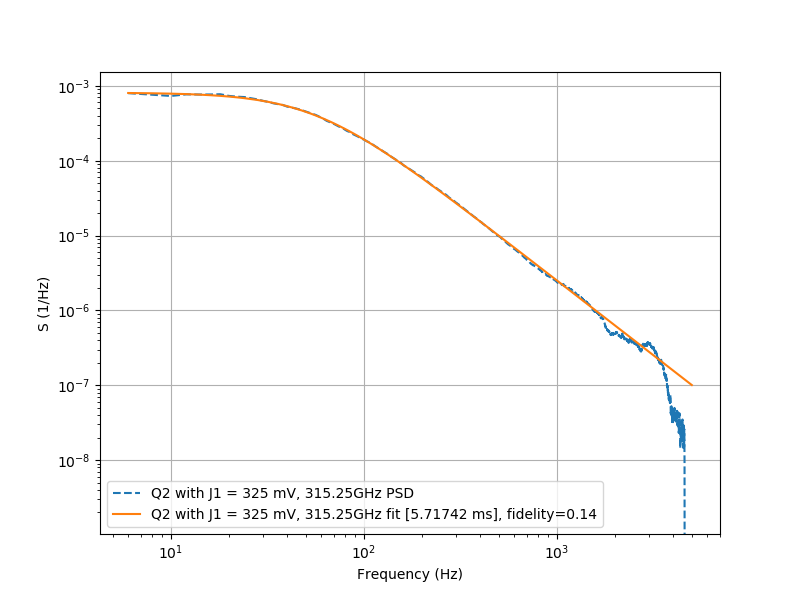 10⁻³
10⁻⁴
10⁻⁵
10⁻⁶
10⁻⁷
10⁻⁸
S (1/Hz)
Q2 with J1 = 325 mV, 315.25GHz PSD
Q2 with J1 = 325 mV, 315.25GHz fit [5.71742 ms], fidelity=0.14
10¹ 10² 10³
Frequency (Hz)